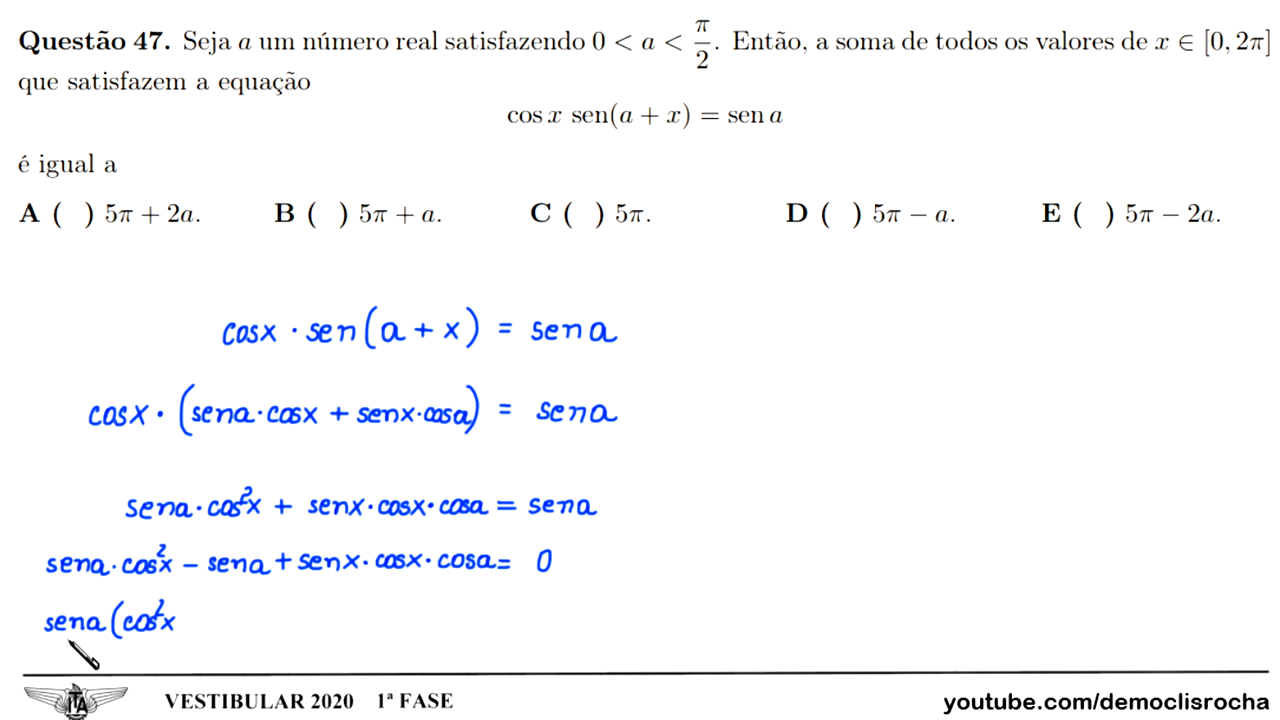 Questão 47. Seja a um número real satisfazendo 0 < a < π/2. Então, a soma de todos os valores de x ∈ [0, 2π]
que satisfazem a equação
cos x sen(a + x) = sen a
é igual a
A ( ) 5π + 2a. B ( ) 5π + a. C ( ) 5π. D ( ) 5π − a. E ( ) 5π − 2a.
cosx · sen(a + x) = sena
cosx · (sena·cosx + senx·cosa) = sena
sena·cos²x + senx·cosx·cosa = sena
sena·cos²x − sena + senx·cosx·cosa = 0
sena(cos²x
ITA VESTIBULAR 2020 1ª FASE youtube.com/democlisrocha